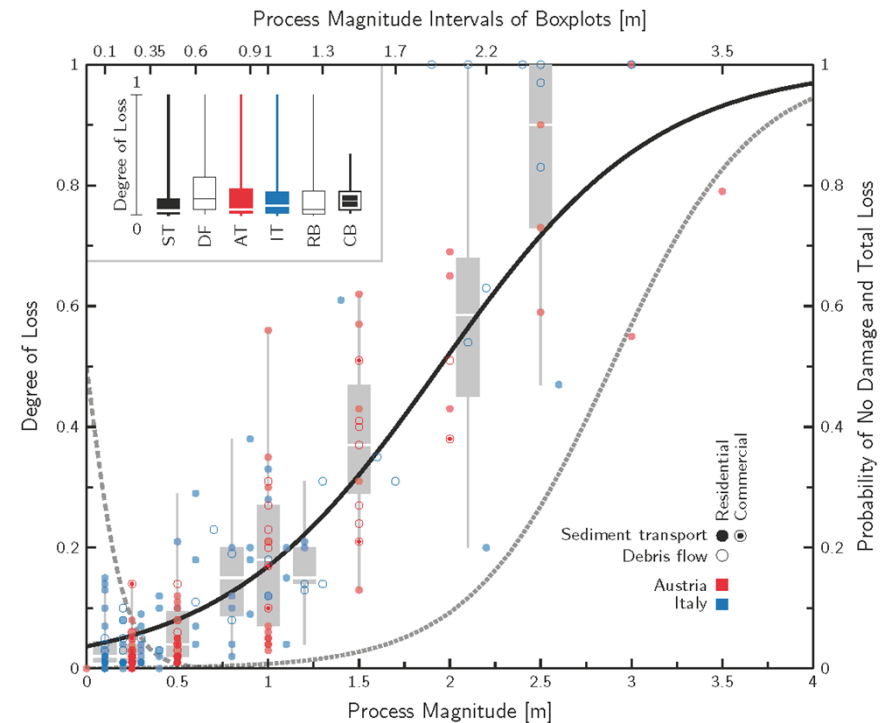 Process Magnitude Intervals of Boxplots [m]
0.1 0.35 0.6 0.9 1 1.3 1.7 2.2 3.5
1 1
1
Degree of Loss
0
ST DF AT IT RB CB
0.8 0.8
0.6 0.6
Degree of Loss
Probability of No Damage and Total Loss
0.4 0.4
Residential
Commercial
Sediment transport
Debris flow
0.2 0.2
Austria
Italy
0 0
0 0.5 1 1.5 2 2.5 3 3.5 4
Process Magnitude [m]